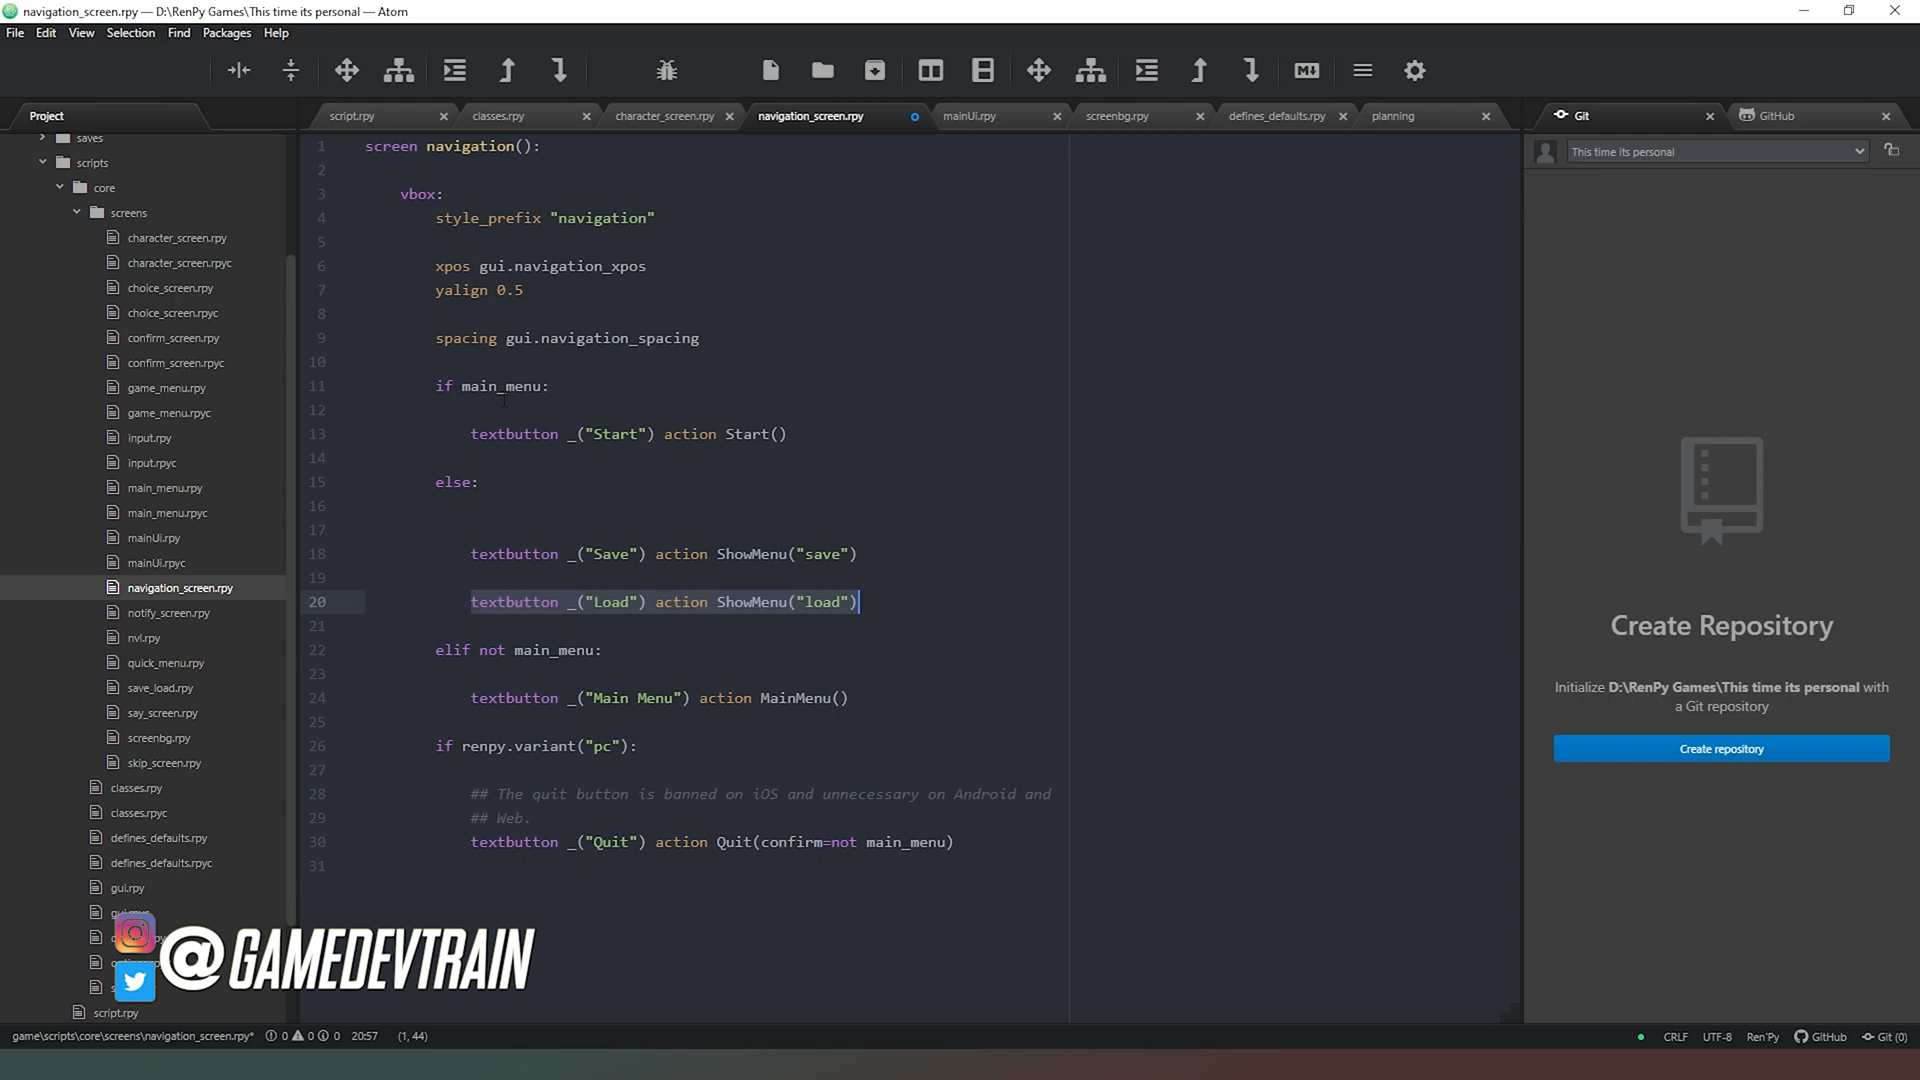 navigation_screen.rpy — D:\RenPy Games\This time its personal — Atom
File Edit View Selection Find Packages Help
Project
script.rpy
classes.rpy
character_screen.rpy
navigation_screen.rpy
mainUi.rpy
screenbg.rpy
defines_defaults.rpy
planning
Git
GitHub
saves
scripts
core
screens
character_screen.rpy
character_screen.rpyc
choice_screen.rpy
choice_screen.rpyc
confirm_screen.rpy
confirm_screen.rpyc
game_menu.rpy
game_menu.rpyc
input.rpy
input.rpyc
main_menu.rpy
main_menu.rpyc
mainUi.rpy
mainUi.rpyc
navigation_screen.rpy
notify_screen.rpy
nvl.rpy
quick_menu.rpy
save_load.rpy
say_screen.rpy
screenbg.rpy
skip_screen.rpy
classes.rpy
classes.rpyc
defines_defaults.rpy
defines_defaults.rpyc
gui.rpy
script.rpy
1 screen navigation():
2
3 vbox:
4 style_prefix "navigation"
5
6 xpos gui.navigation_xpos
7 yalign 0.5
8
9 spacing gui.navigation_spacing
10
11 if main_menu:
12
13 textbutton _("Start") action Start()
14
15 else:
16
17
18 textbutton _("Save") action ShowMenu("save")
19
20 textbutton _("Load") action ShowMenu("load")
21
22 elif not main_menu:
23
24 textbutton _("Main Menu") action MainMenu()
25
26 if renpy.variant("pc"):
27
28 ## The quit button is banned on iOS and unnecessary on Android and
29 ## Web.
30 textbutton _("Quit") action Quit(confirm=not main_menu)
31
This time its personal
Create Repository
Initialize D:\RenPy Games\This time its personal with
a Git repository
Create repository
@GAMEDEVTRAIN
game\scripts\core\screens\navigation_screen.rpy* 0 0 0 20:57 (1, 44)
CRLF UTF-8 Ren'Py GitHub Git (0)